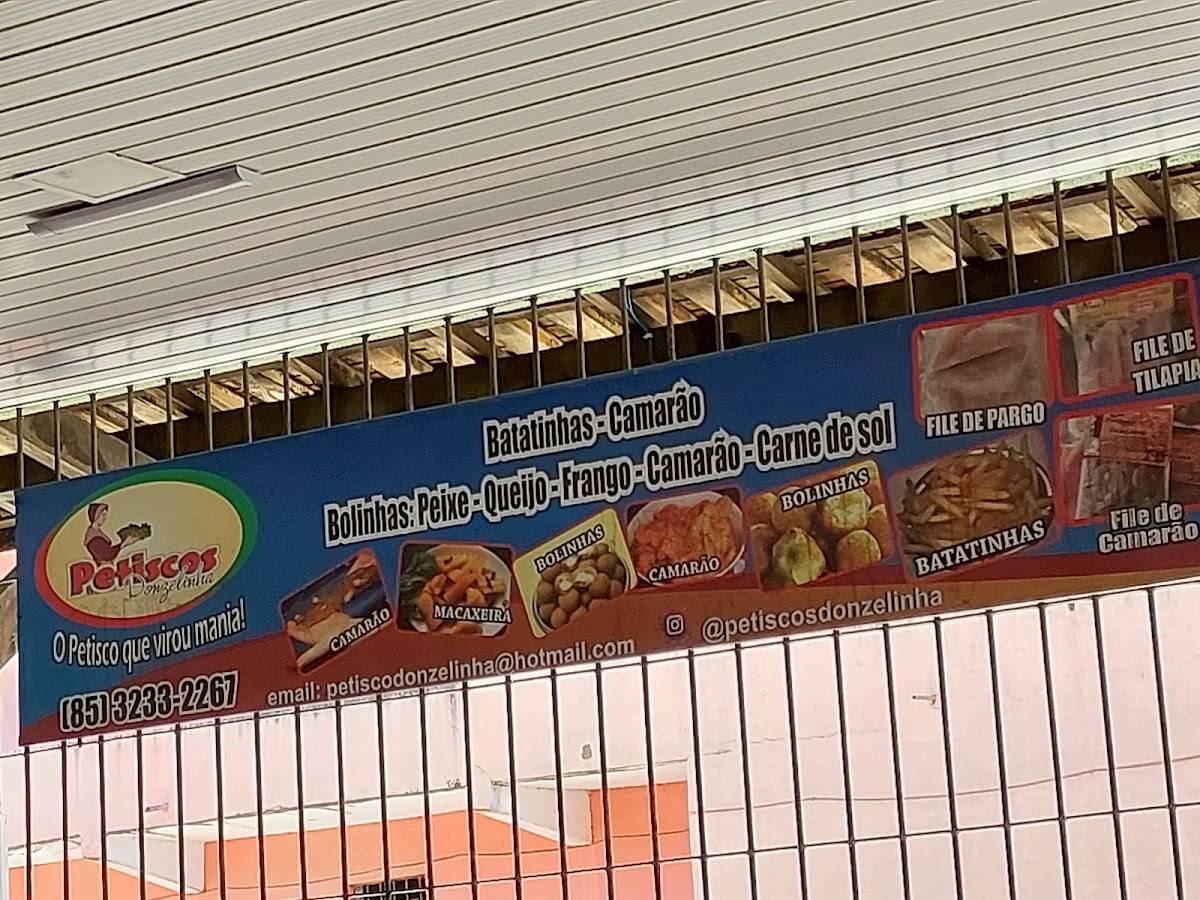 Petiscos
Donzelinha
O Petisco que virou mania!
(85) 3233-2267
Batatinhas - Camarão
Bolinhas: Peixe - Queijo - Frango - Camarão - Carne de sol
CAMARÃO
MACAXEIRA
BOLINHAS
CAMARÃO
BOLINHAS
BATATINHAS
FILE DE PARGO
FILE DE
TILAPIA
File de
Camarão
email: petiscodonzelinha@hotmail.com
@petiscosdonzelinha